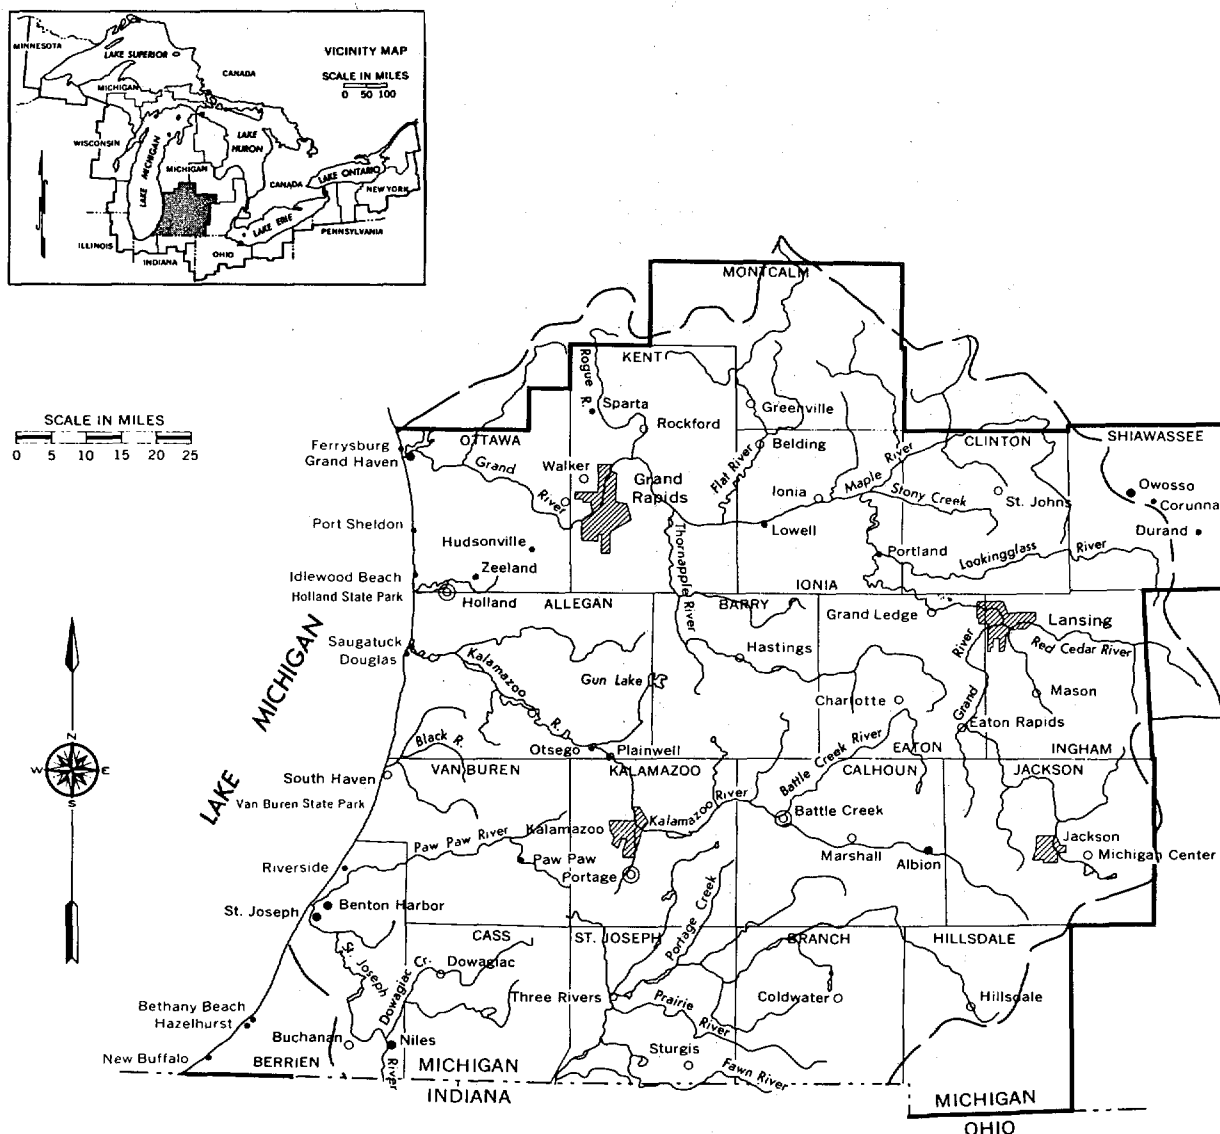 MINNESOTA
LAKE SUPERIOR
CANADA
VICINITY MAP
SCALE IN MILES
0 50 100
MICHIGAN
WISCONSIN
LAKE MICHIGAN
LAKE HURON
MICHIGAN
CANADA
LAKE ONTARIO
NEW YORK
LAKE ERIE
PENNSYLVANIA
ILLINOIS
INDIANA
OHIO
SCALE IN MILES
0 5 10 15 20 25
MONTCALM
KENT
Rogue R.
Sparta
Rockford
Greenville
Belding
OTTAWA
CLINTON
SHIAWASSEE
Ferrysburg
Grand Haven
Grand River
Walker
Grand Rapids
Flat River
Maple River
Ionia
Stony Creek
St. Johns
Owosso
Corunna
Durand
Port Sheldon
Hudsonville
Zeeland
Lowell
Portland
Lookingglass River
Thornapple River
Idlewood Beach
Holland State Park
Holland
IONIA
ALLEGAN
BARRY
Grand Ledge
Lansing
Red Cedar River
Saugatuck
Douglas
Kalamazoo R.
Gun Lake
Hastings
Charlotte
Grand River
Mason
Eaton Rapids
LAKE MICHIGAN
Black R.
Otsego
Plainwell
Battle Creek River
EATON
INGHAM
South Haven
VAN BUREN
KALAMAZOO
CALHOUN
JACKSON
Van Buren State Park
N
W
E
S
Paw Paw River
Kalamazoo
Kalamazoo River
Battle Creek
Jackson
Michigan Center
Riverside
Paw Paw
Portage
Marshall
Albion
St. Joseph
Benton Harbor
Portage Creek
CASS
ST. JOSEPH
BRANCH
HILLSDALE
St. Joseph River
Dowagiac Cr.
Dowagiac
Three Rivers
Prairie River
Coldwater
Hillsdale
Bethany Beach
Hazelhurst
Buchanan
Niles
Sturgis
Fawn River
New Buffalo
BERRIEN
MICHIGAN
INDIANA
MICHIGAN
OHIO